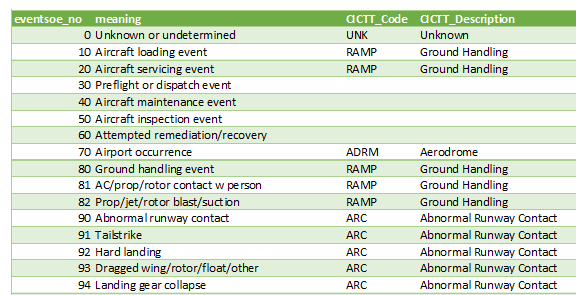 eventsoe_no meaning CICTT_Code CICTT_Description
0 Unknown or undetermined UNK Unknown
10 Aircraft loading event RAMP Ground Handling
20 Aircraft servicing event RAMP Ground Handling
30 Preflight or dispatch event
40 Aircraft maintenance event
50 Aircraft inspection event
60 Attempted remediation/recovery
70 Airport occurrence ADRM Aerodrome
80 Ground handling event RAMP Ground Handling
81 AC/prop/rotor contact w person RAMP Ground Handling
82 Prop/jet/rotor blast/suction RAMP Ground Handling
90 Abnormal runway contact ARC Abnormal Runway Contact
91 Tailstrike ARC Abnormal Runway Contact
92 Hard landing ARC Abnormal Runway Contact
93 Dragged wing/rotor/float/other ARC Abnormal Runway Contact
94 Landing gear collapse ARC Abnormal Runway Contact